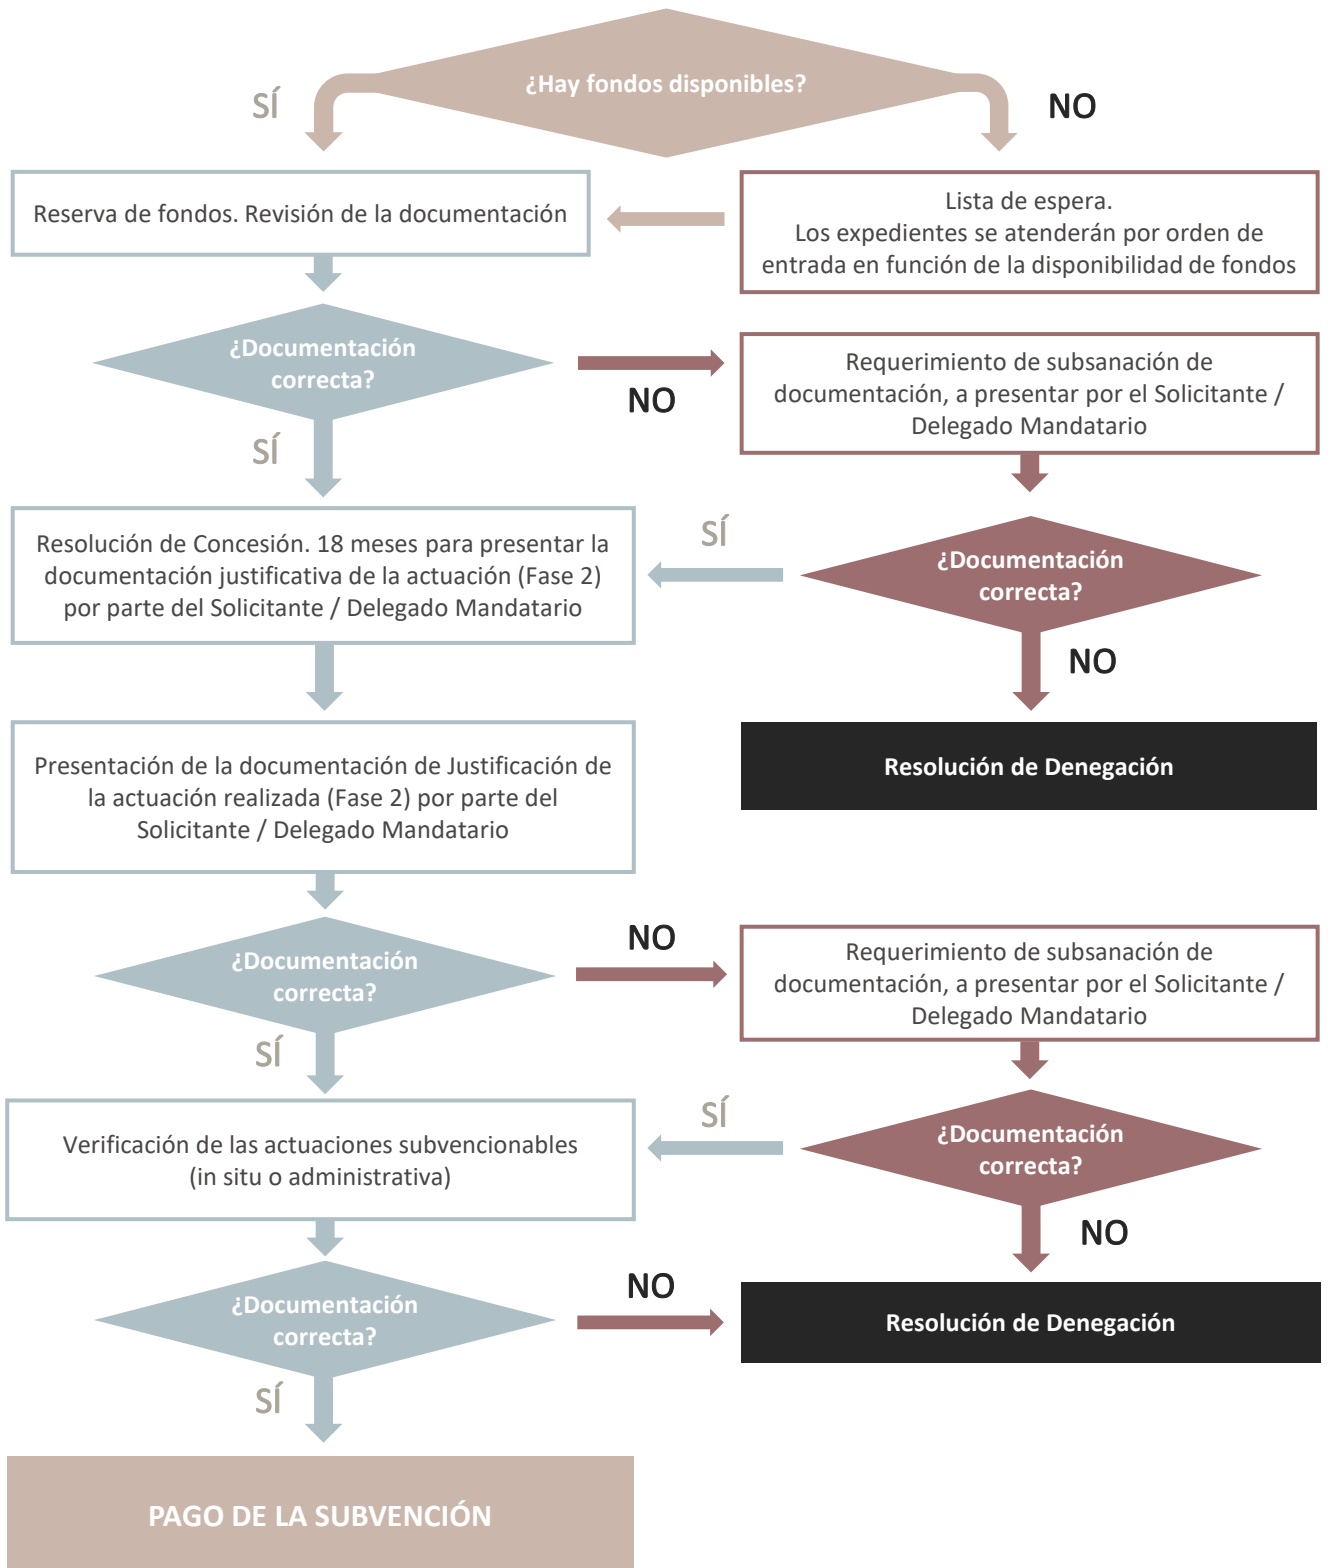 ¿Hay fondos disponibles?
SÍ
NO
Reserva de fondos. Revisión de la documentación
Lista de espera.
Los expedientes se atenderán por orden de
entrada en función de la disponibilidad de fondos
¿Documentación
correcta?
NO
SÍ
Requerimiento de subsanación de
documentación, a presentar por el Solicitante /
Delegado Mandatario
Resolución de Concesión. 18 meses para presentar la
documentación justificativa de la actuación (Fase 2)
por parte del Solicitante / Delegado Mandatario
SÍ
¿Documentación
correcta?
NO
Resolución de Denegación
Presentación de la documentación de Justificación de
la actuación realizada (Fase 2) por parte del
Solicitante / Delegado Mandatario
¿Documentación
correcta?
NO
SÍ
Requerimiento de subsanación de
documentación, a presentar por el Solicitante /
Delegado Mandatario
Verificación de las actuaciones subvencionables
(in situ o administrativa)
SÍ
¿Documentación
correcta?
NO
¿Documentación
correcta?
NO
SÍ
Resolución de Denegación
PAGO DE LA SUBVENCIÓN